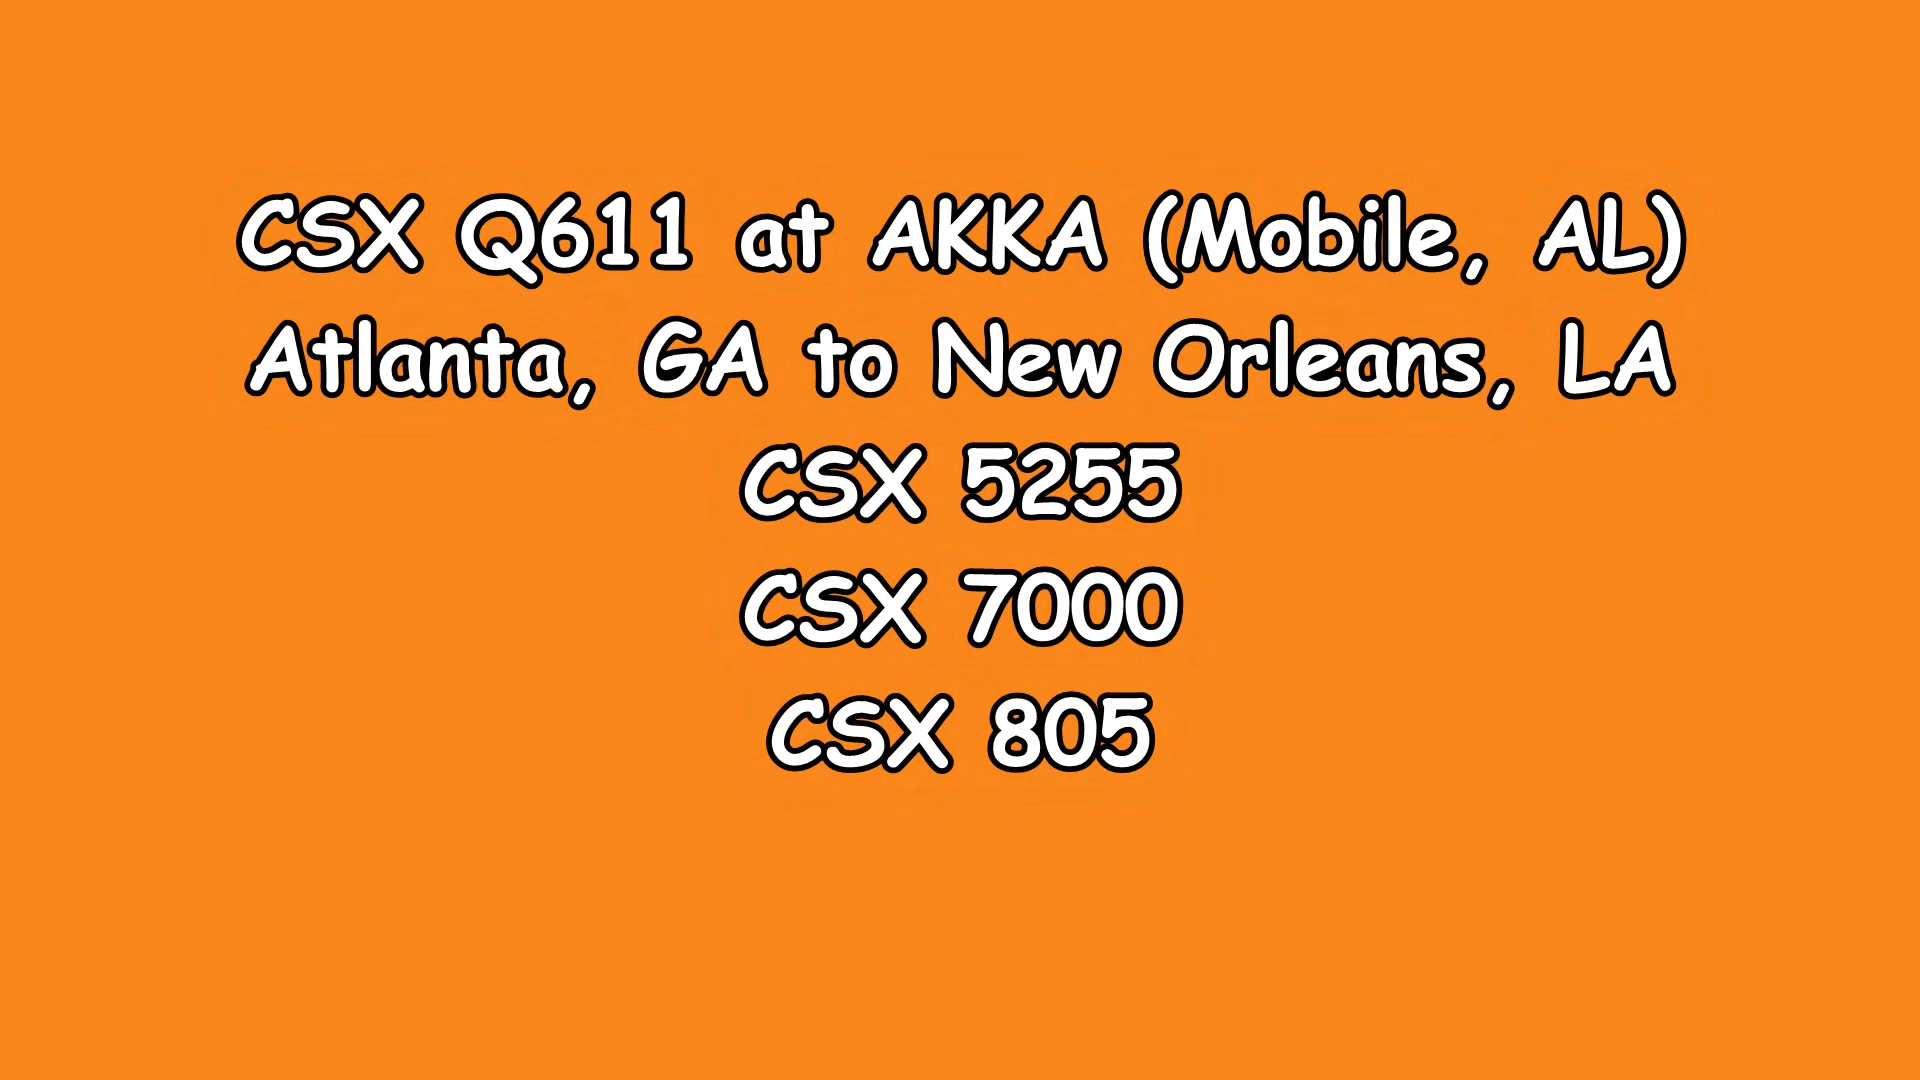 CSX Q611 at AKKA (Mobile, AL)
Atlanta, GA to New Orleans, LA
CSX 5255
CSX 7000
CSX 805